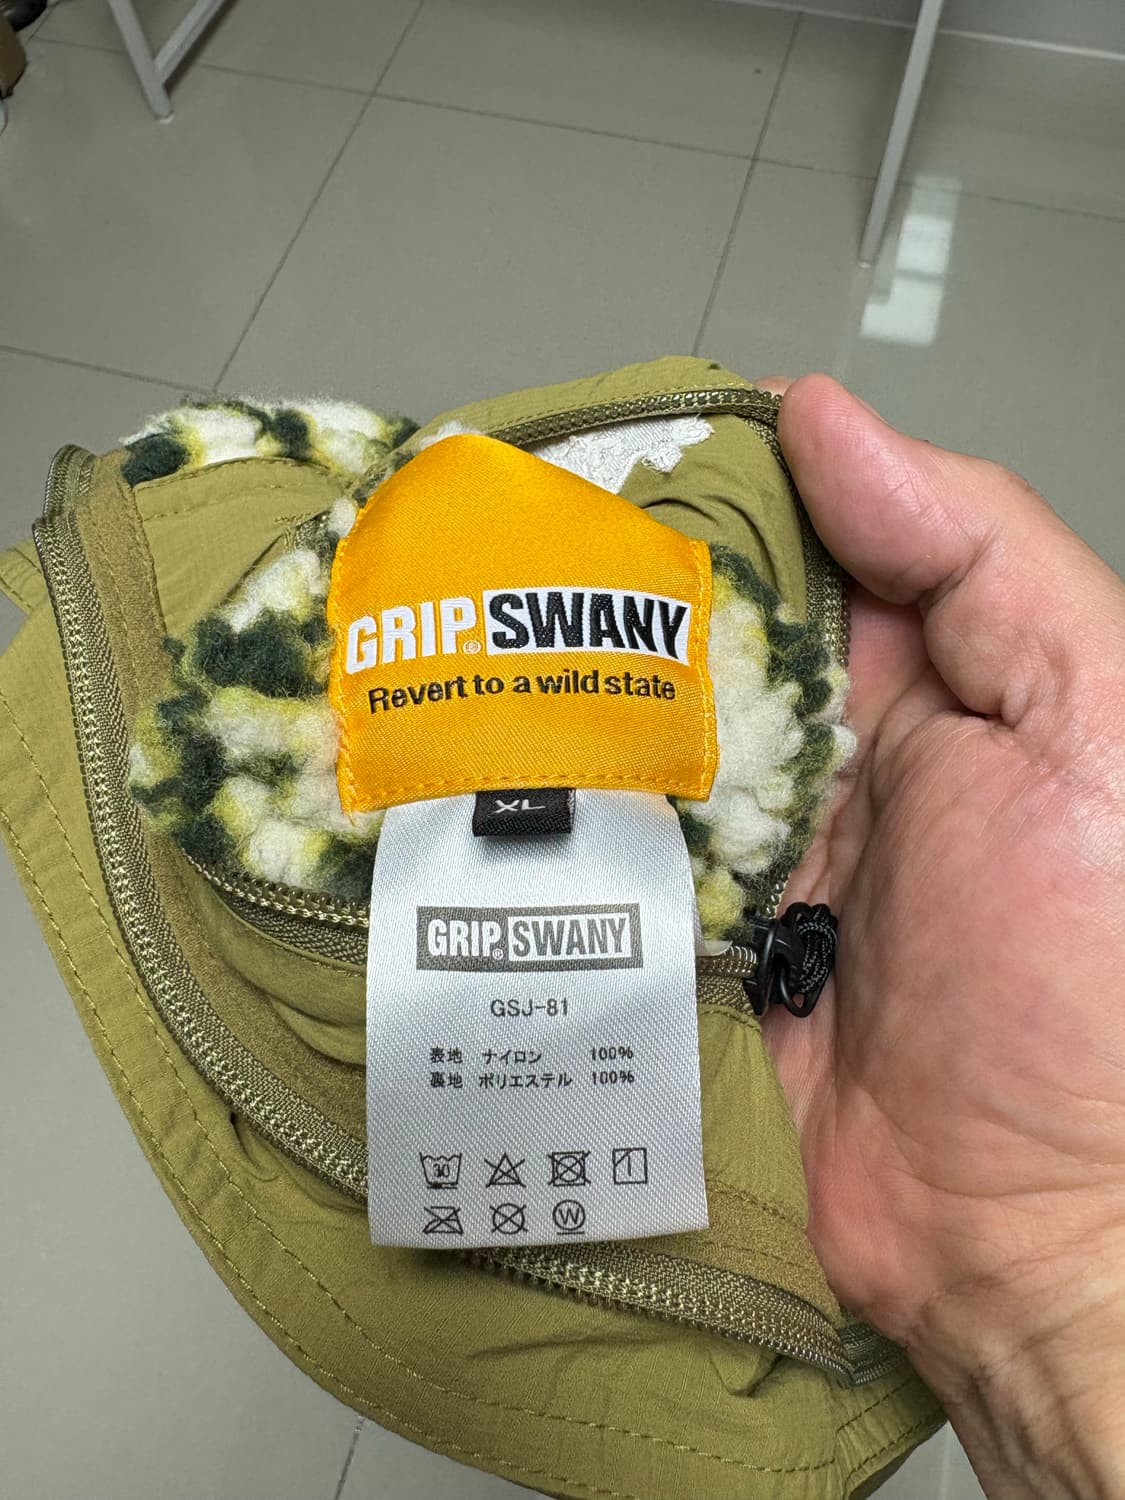 GRIP® SWANY
Revert to a wild state
XL
GRIP® SWANY
GSJ-81
表地 ナイロン 100%
裏地 ポリエステル 100%
30
W